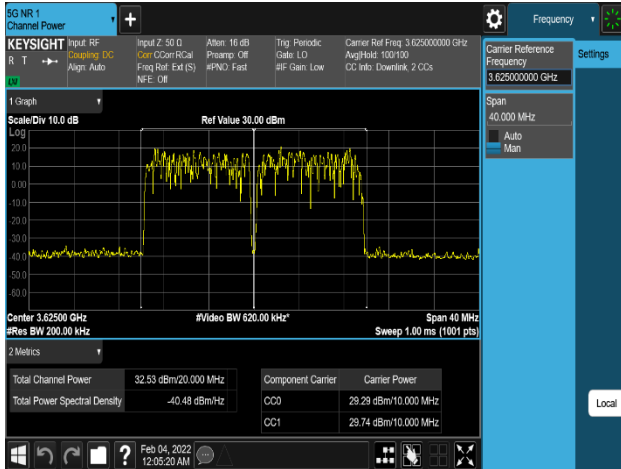 5G NR 1
Channel Power
Frequency
KEYSIGHT
R T
LV
Input: RF
Coupling: DC
Align: Auto
Input Z: 50 Ω
Corr CCorr RCal
Freq Ref: Ext (S)
NFE: Off
Atten: 16 dB
Preamp: Off
#PNO: Fast
Trig: Periodic
Gate: LO
#IF Gain: Low
Carrier Ref Freq: 3.625000000 GHz
Avg|Hold: 100/100
CC Info: Downlink, 2 CCs
Carrier Reference
Frequency
3.625000000 GHz
Settings
Span
40.000 MHz
Auto
Man
1 Graph
Scale/Div 10.0 dB
Ref Value 30.00 dBm
Log
20.0
10.0
0.00
-10.0
-20.0
-30.0
-40.0
-50.0
-60.0
Center 3.62500 GHz
#Video BW 620.00 kHz*
Span 40 MHz
#Res BW 200.00 kHz
Sweep 1.00 ms (1001 pts)
2 Metrics
Total Channel Power 32.53 dBm/20.000 MHz
Total Power Spectral Density -40.48 dBm/Hz
Component Carrier Carrier Power
CC0 29.29 dBm/10.000 MHz
CC1 29.74 dBm/10.000 MHz
Local
?
Feb 04, 2022
12:05:20 AM